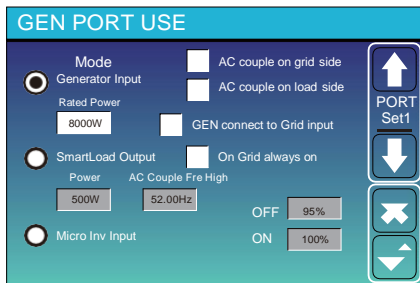 GEN PORT USE
Mode
Generator Input
AC couple on grid side
AC couple on load side
Rated Power
8000W
GEN connect to Grid input
SmartLoad Output
On Grid always on
Power
AC Couple Fre High
500W
52.00Hz
OFF
95%
Micro Inv Input
ON
100%
PORT
Set1